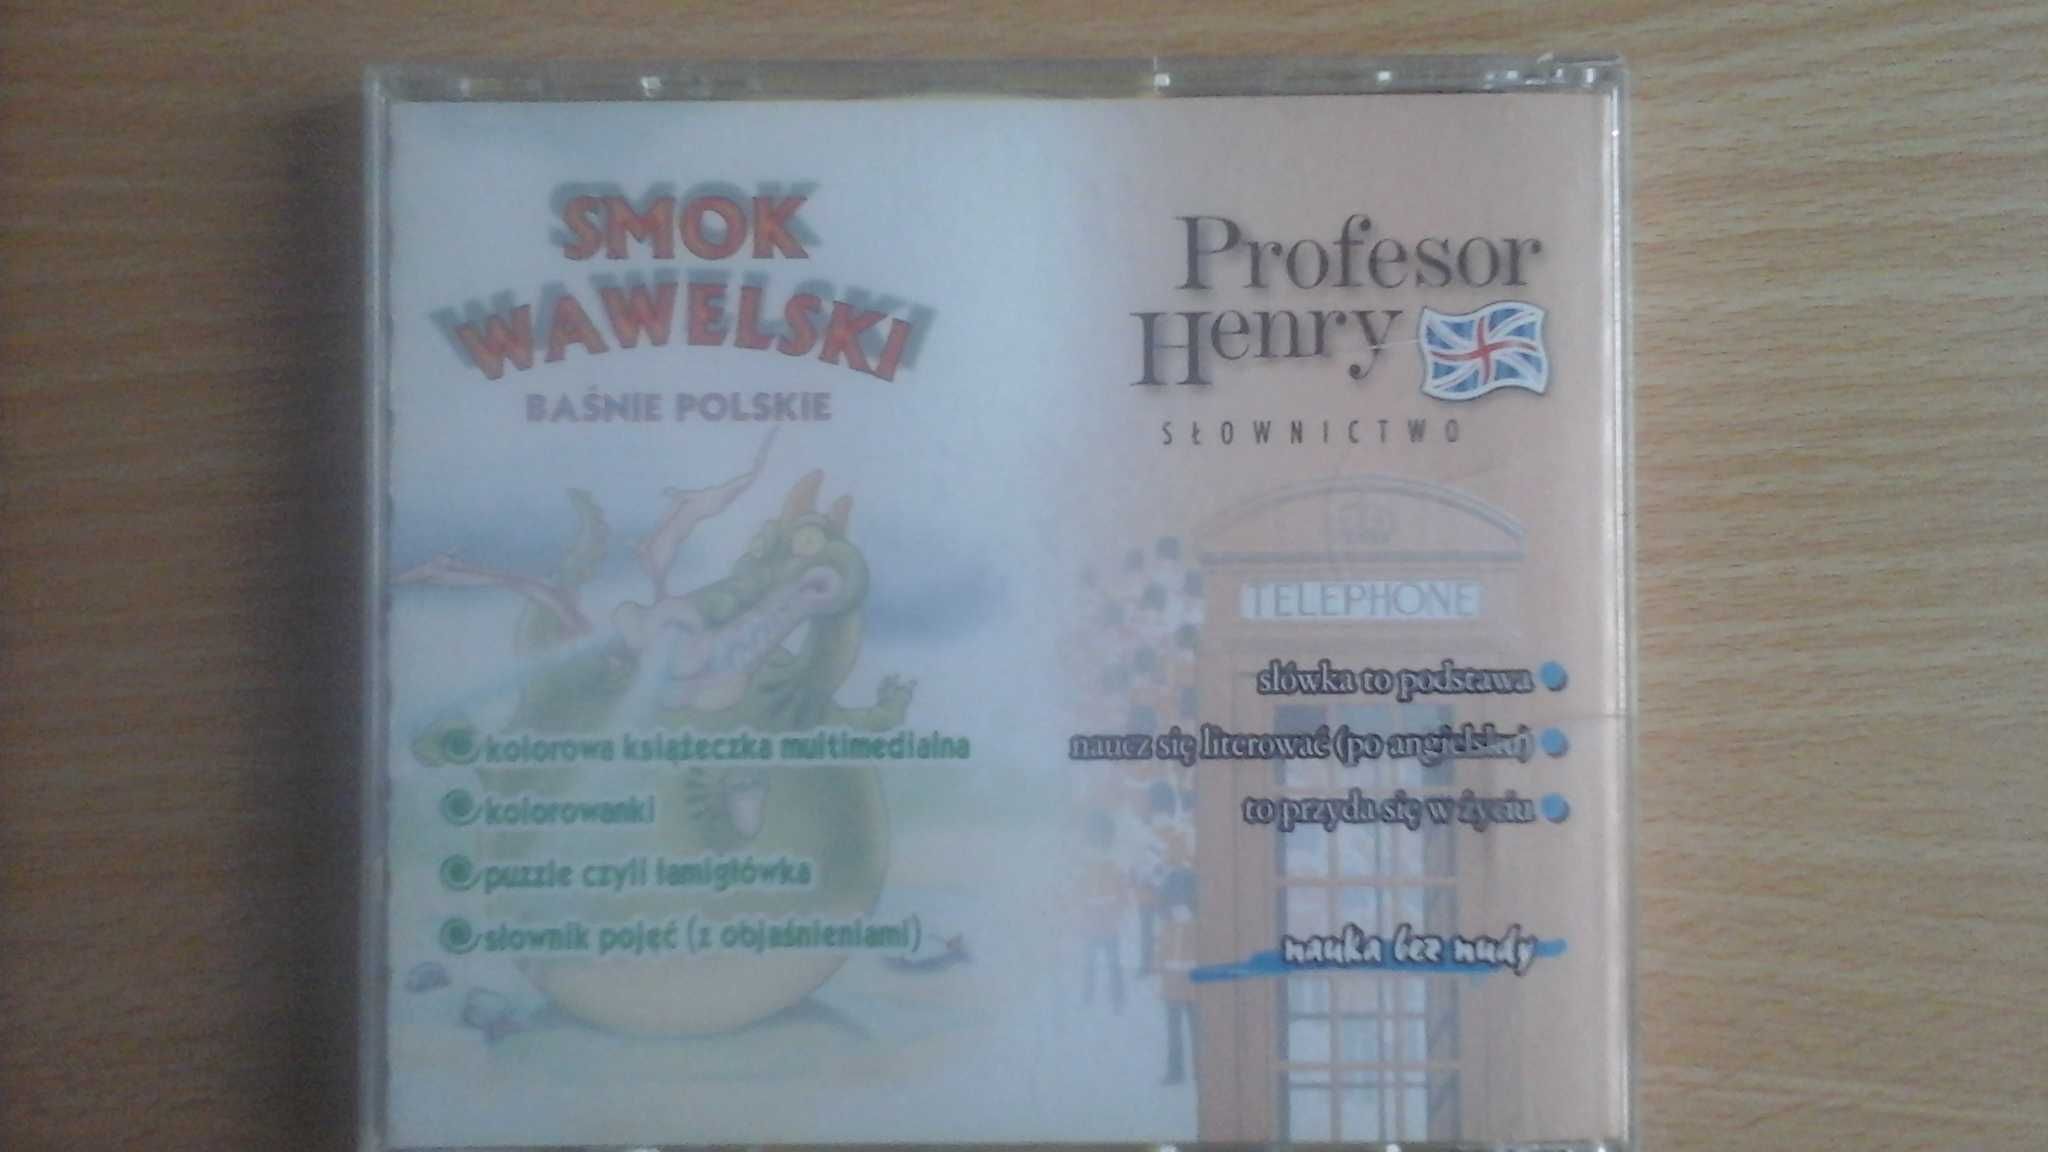 SMOK
WAWELSKI
BAŚNIE POLSKIE
kolorowa książeczka multimedialna
kolorowanki
puzzle czyli łamigłówka
słownik pojęć (z objaśnieniami)
Profesor
Henry
SŁOWNICTWO
TELEPHONE
słówka to podstawa
naucz się literować (po angielsku)
to przyda się w życiu
nauka bez nudy